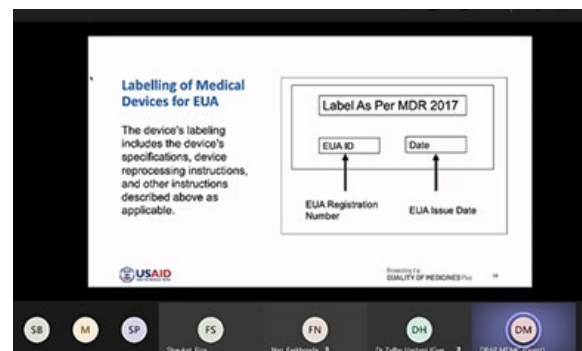 Labelling of Medical
Devices for EUA
The device's labeling
includes the device's
specifications, device
reprocessing instructions,
and other instructions
described above as
applicable.
Label As Per MDR 2017
EUA ID
Date
EUA Registration
Number
EUA Issue Date
USAID
QUALITY OF MEDICINES Plus
SB
M
SP
FS
FN
DH
DM